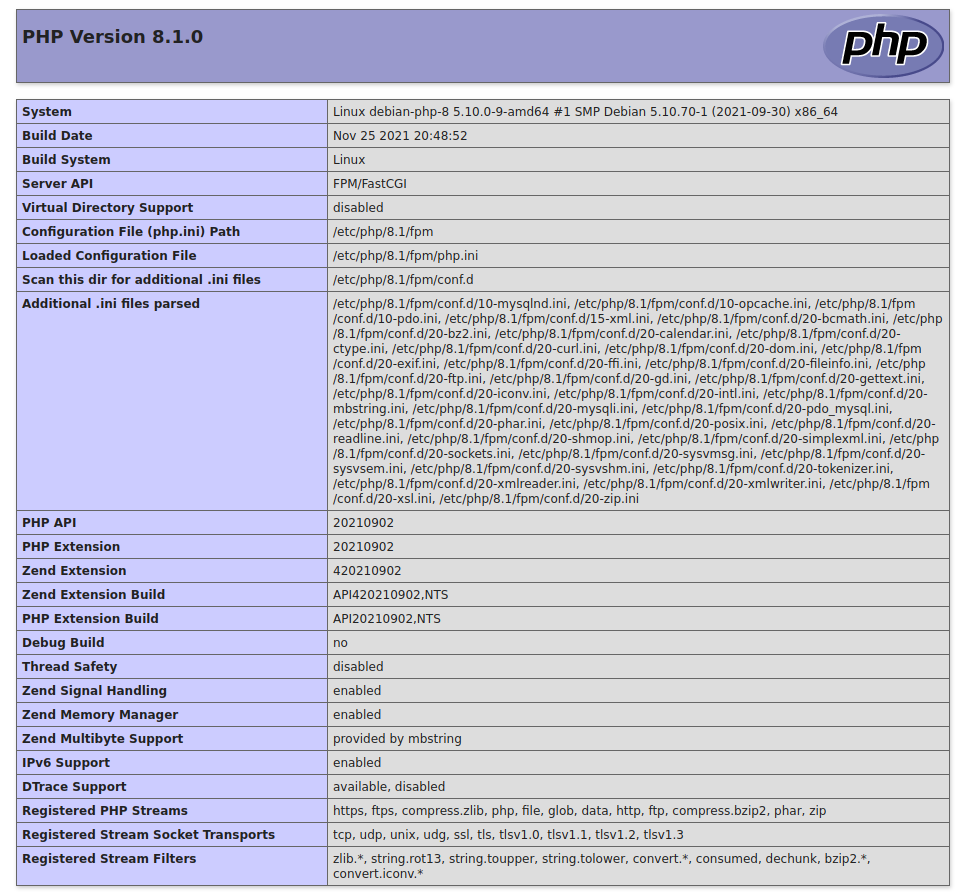 PHP Version 8.1.0
php
System Linux debian-php-8 5.10.0-9-amd64 #1 SMP Debian 5.10.70-1 (2021-09-30) x86_64
Build Date Nov 25 2021 20:48:52
Build System Linux
Server API FPM/FastCGI
Virtual Directory Support disabled
Configuration File (php.ini) Path /etc/php/8.1/fpm
Loaded Configuration File /etc/php/8.1/fpm/php.ini
Scan this dir for additional .ini files /etc/php/8.1/fpm/conf.d
Additional .ini files parsed /etc/php/8.1/fpm/conf.d/10-mysqlnd.ini, /etc/php/8.1/fpm/conf.d/10-opcache.ini, /etc/php/8.1/fpm
/conf.d/10-pdo.ini, /etc/php/8.1/fpm/conf.d/15-xml.ini, /etc/php/8.1/fpm/conf.d/20-bcmath.ini, /etc/php
/8.1/fpm/conf.d/20-bz2.ini, /etc/php/8.1/fpm/conf.d/20-calendar.ini, /etc/php/8.1/fpm/conf.d/20-
ctype.ini, /etc/php/8.1/fpm/conf.d/20-curl.ini, /etc/php/8.1/fpm/conf.d/20-dom.ini, /etc/php/8.1/fpm
/conf.d/20-exif.ini, /etc/php/8.1/fpm/conf.d/20-ffi.ini, /etc/php/8.1/fpm/conf.d/20-fileinfo.ini, /etc/php
/8.1/fpm/conf.d/20-ftp.ini, /etc/php/8.1/fpm/conf.d/20-gd.ini, /etc/php/8.1/fpm/conf.d/20-gettext.ini,
/etc/php/8.1/fpm/conf.d/20-iconv.ini, /etc/php/8.1/fpm/conf.d/20-intl.ini, /etc/php/8.1/fpm/conf.d/20-
mbstring.ini, /etc/php/8.1/fpm/conf.d/20-mysqli.ini, /etc/php/8.1/fpm/conf.d/20-pdo_mysql.ini,
/etc/php/8.1/fpm/conf.d/20-phar.ini, /etc/php/8.1/fpm/conf.d/20-posix.ini, /etc/php/8.1/fpm/conf.d/20-
readline.ini, /etc/php/8.1/fpm/conf.d/20-shmop.ini, /etc/php/8.1/fpm/conf.d/20-simplexml.ini, /etc/php
/8.1/fpm/conf.d/20-sockets.ini, /etc/php/8.1/fpm/conf.d/20-sysvmsg.ini, /etc/php/8.1/fpm/conf.d/20-
sysvsem.ini, /etc/php/8.1/fpm/conf.d/20-sysvshm.ini, /etc/php/8.1/fpm/conf.d/20-tokenizer.ini,
/etc/php/8.1/fpm/conf.d/20-xmlreader.ini, /etc/php/8.1/fpm/conf.d/20-xmlwriter.ini, /etc/php/8.1/fpm
/conf.d/20-xsl.ini, /etc/php/8.1/fpm/conf.d/20-zip.ini
PHP API 20210902
PHP Extension 20210902
Zend Extension 420210902
Zend Extension Build API420210902,NTS
PHP Extension Build API20210902,NTS
Debug Build no
Thread Safety disabled
Zend Signal Handling enabled
Zend Memory Manager enabled
Zend Multibyte Support provided by mbstring
IPv6 Support enabled
DTrace Support available, disabled
Registered PHP Streams https, ftps, compress.zlib, php, file, glob, data, http, ftp, compress.bzip2, phar, zip
Registered Stream Socket Transports tcp, udp, unix, udg, ssl, tls, tlsv1.0, tlsv1.1, tlsv1.2, tlsv1.3
Registered Stream Filters zlib.*, string.rot13, string.toupper, string.tolower, convert.*, consumed, dechunk, bzip2.*,
convert.iconv.*